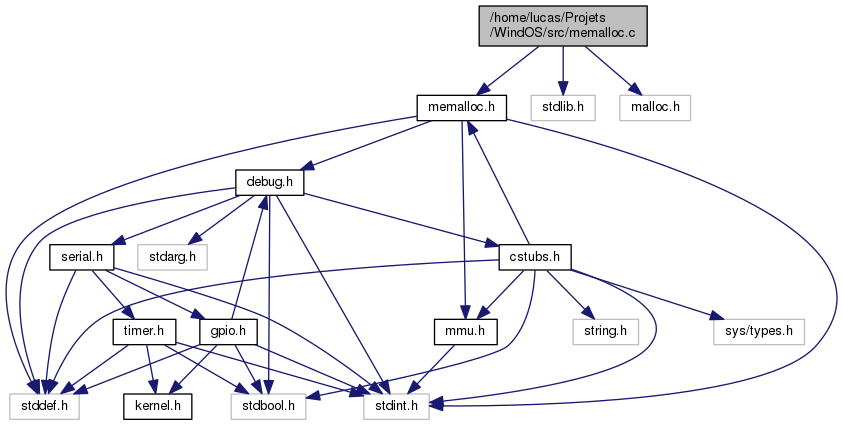 /home/lucas/Projets
/WindOS/src/memalloc.c
memalloc.h
stdlib.h
malloc.h
debug.h
serial.h
stdarg.h
cstubs.h
timer.h
gpio.h
mmu.h
string.h
sys/types.h
stddef.h
kernel.h
stdbool.h
stdint.h